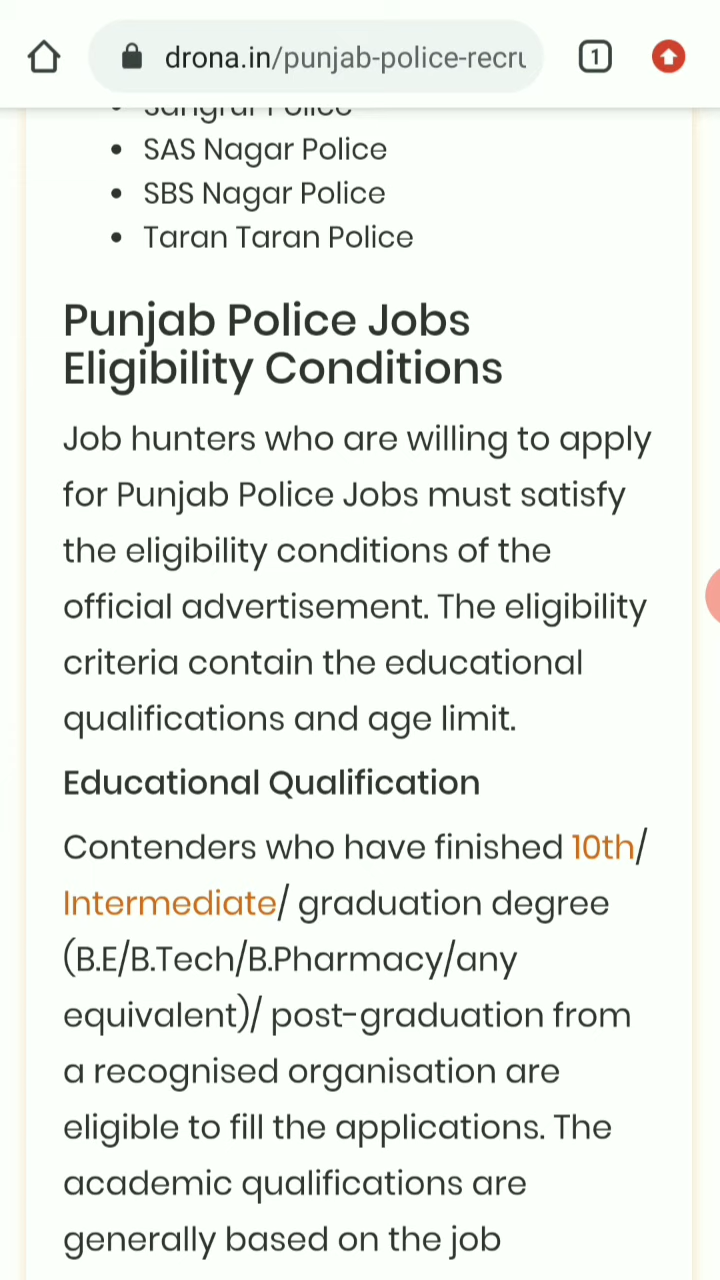 drona.in/punjab-police-recru
1
Sangrur Police
SAS Nagar Police
SBS Nagar Police
Taran Taran Police
Punjab Police Jobs
Eligibility Conditions
Job hunters who are willing to apply
for Punjab Police Jobs must satisfy
the eligibility conditions of the
official advertisement. The eligibility
criteria contain the educational
qualifications and age limit.
Educational Qualification
Contenders who have finished 10th/
Intermediate/ graduation degree
(B.E/B.Tech/B.Pharmacy/any
equivalent)/ post-graduation from
a recognised organisation are
eligible to fill the applications. The
academic qualifications are
generally based on the job